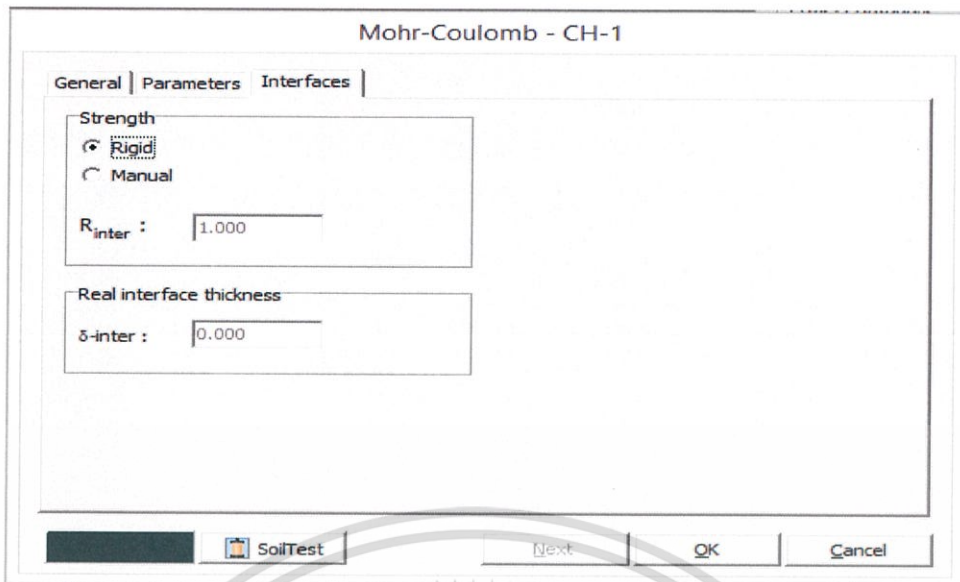 Mohr-Coulomb - CH-1
General Parameters Interfaces
Strength
Rigid
Manual
Rinter : 1.000
Real interface thickness
δ-inter : 0.000
SoilTest Next OK Cancel